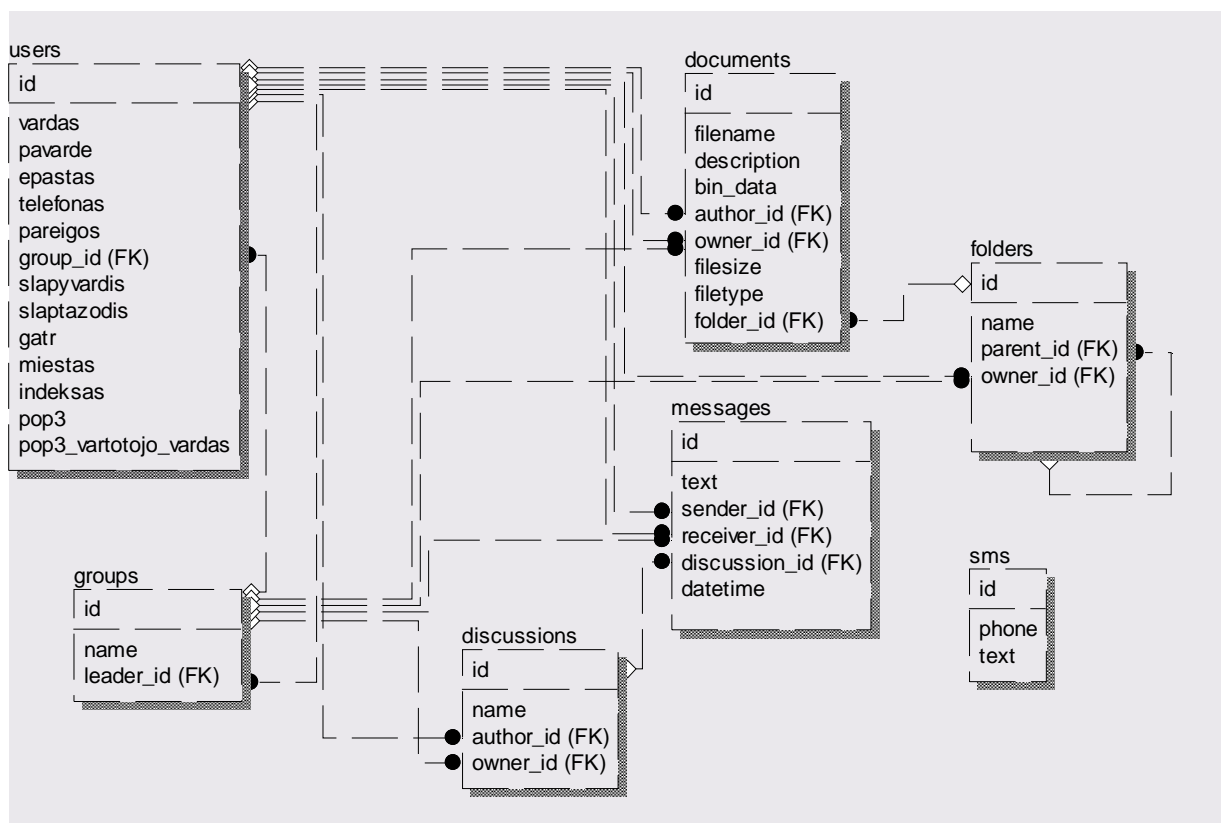 users
id
vardas
pavarde
epastas
telefonas
pareigos
group_id (FK)
slapyvardis
slaptazodis
gatr
miestas
indeksas
pop3
pop3_vartotojo_vardas
documents
id
filename
description
bin_data
author_id (FK)
owner_id (FK)
filesize
filetype
folder_id (FK)
folders
id
name
parent_id (FK)
owner_id (FK)
messages
id
text
sender_id (FK)
receiver_id (FK)
discussion_id (FK)
datetime
groups
id
name
leader_id (FK)
discussions
id
name
author_id (FK)
owner_id (FK)
sms
id
phone
text